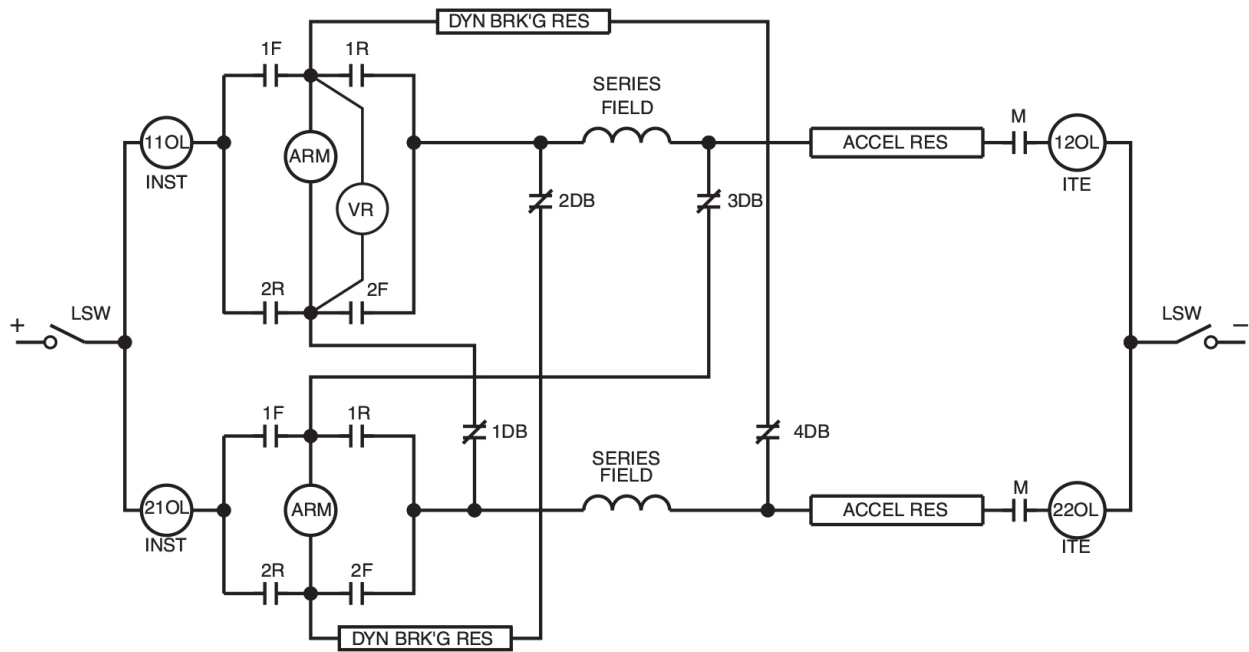 DYN BRK'G RES
1F
1R
SERIES
FIELD
M
11OL
ARM
ACCEL RES
12OL
INST
ITE
2DB
3DB
VR
2R
2F
+
LSW
LSW
−
1F
1R
1DB
4DB
SERIES
FIELD
M
21OL
ARM
ACCEL RES
22OL
INST
ITE
2R
2F
DYN BRK'G RES